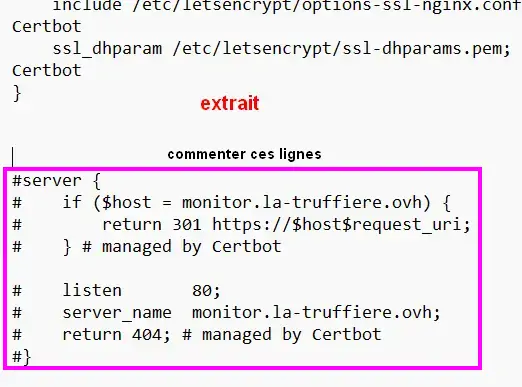 include /etc/letsencrypt/options-ssl-nginx.conf
Certbot
    ssl_dhparam /etc/letsencrypt/ssl-dhparams.pem;
Certbot
}
extrait
commenter ces lignes
#server {
#    if ($host = monitor.la-truffiere.ovh) {
#        return 301 https://$host$request_uri;
#    } # managed by Certbot
#    listen       80;
#    server_name  monitor.la-truffiere.ovh;
#    return 404; # managed by Certbot
#}